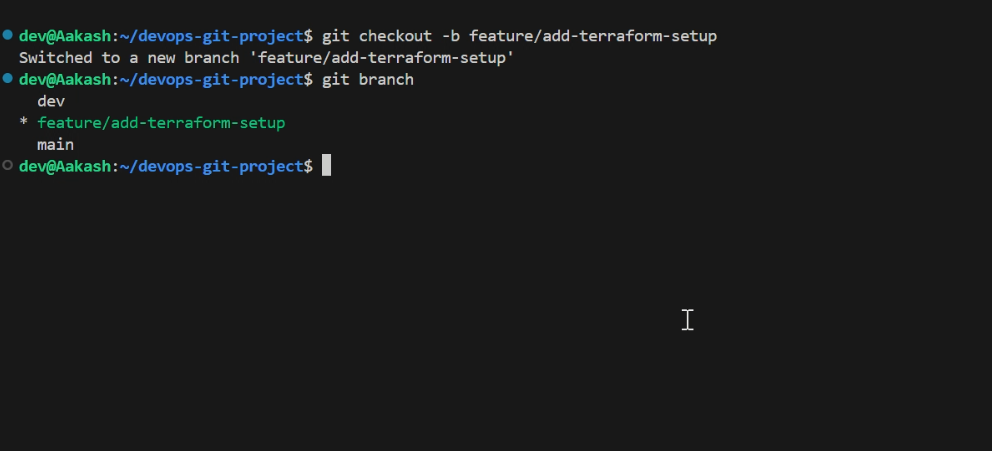 dev@Aakash:~/devops-git-project$ git checkout -b feature/add-terraform-setup
Switched to a new branch 'feature/add-terraform-setup'
dev@Aakash:~/devops-git-project$ git branch
  dev
* feature/add-terraform-setup
  main
dev@Aakash:~/devops-git-project$